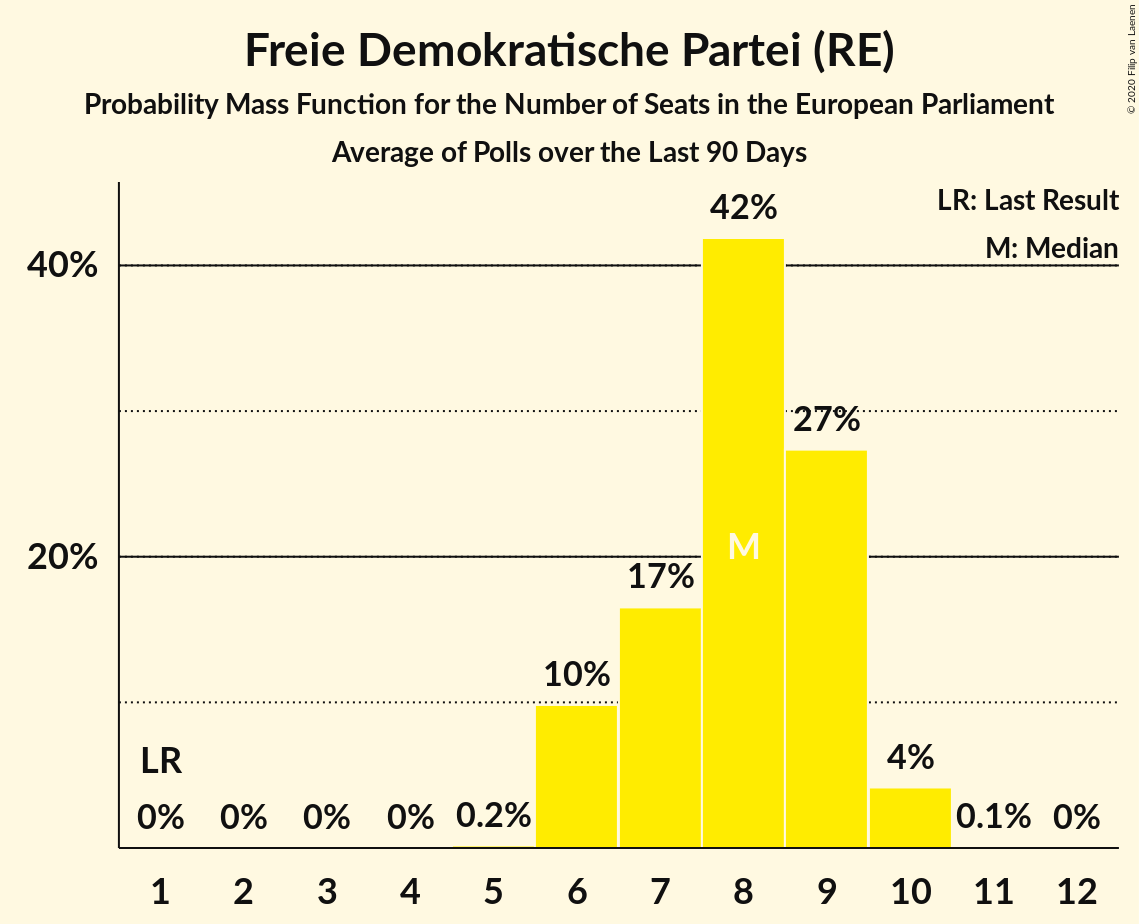 Freie Demokratische Partei (RE)
Probability Mass Function for the Number of Seats in the European Parliament
Average of Polls over the Last 90 Days
© 2020 Filip van Laenen
LR: Last Result
M: Median
42%
40%
27%
M
20%
17%
10%
4%
LR
0% 0% 0% 0% 0.2% 0.1% 0%
1 2 3 4 5 6 7 8 9 10 11 12